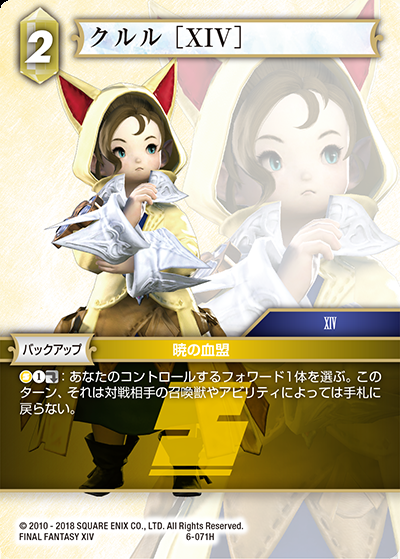 2
クルル [XIV]
XIV
バックアップ
暁の血盟
土1:あなたのコントロールするフォワード1体を選ぶ。この
ターン、それは対戦相手の召喚獣やアビリティによっては手札に
戻らない。
土
© 2010 - 2018 SQUARE ENIX CO., LTD. All Rights Reserved.
FINAL FANTASY XIV
6-071H